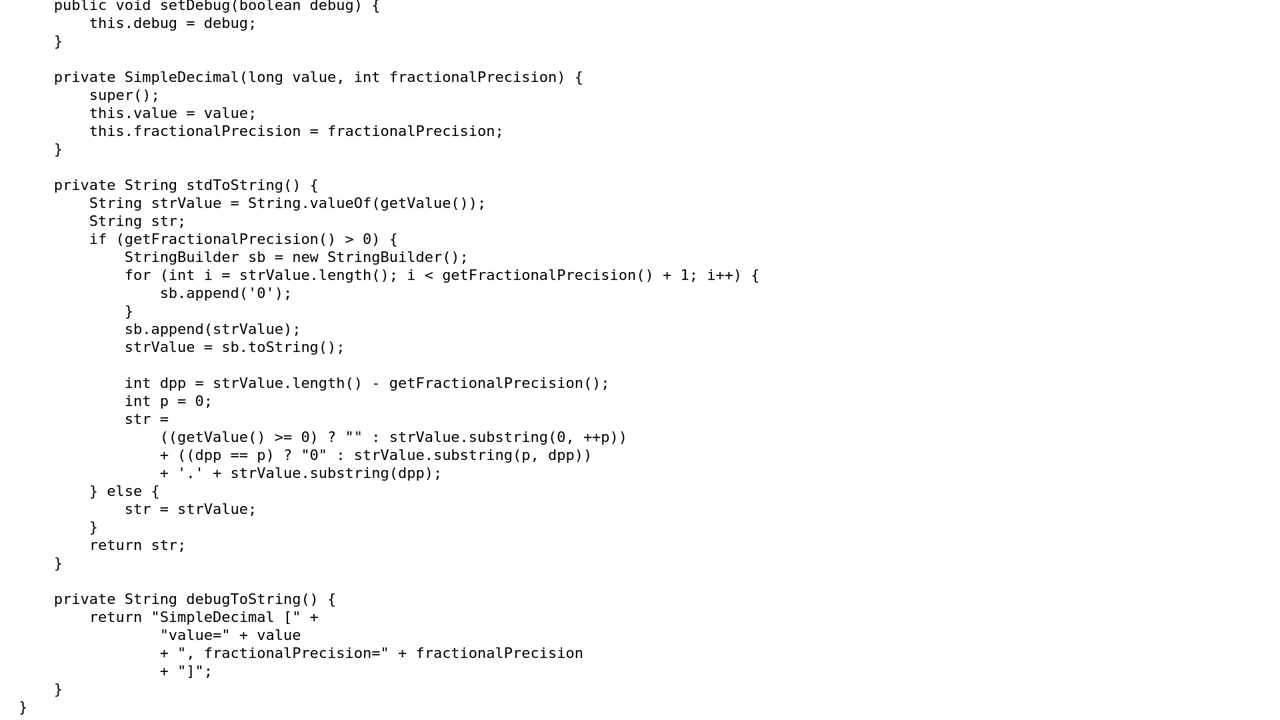 public void setDebug(boolean debug) {
        this.debug = debug;
    }

    private SimpleDecimal(long value, int fractionalPrecision) {
        super();
        this.value = value;
        this.fractionalPrecision = fractionalPrecision;
    }

    private String stdToString() {
        String strValue = String.valueOf(getValue());
        String str;
        if (getFractionalPrecision() > 0) {
            StringBuilder sb = new StringBuilder();
            for (int i = strValue.length(); i < getFractionalPrecision() + 1; i++) {
                sb.append('0');
            }
            sb.append(strValue);
            strValue = sb.toString();

            int dpp = strValue.length() - getFractionalPrecision();
            int p = 0;
            str =
                ((getValue() >= 0) ? "" : strValue.substring(0, ++p))
                + ((dpp == p) ? "0" : strValue.substring(p, dpp))
                + '.' + strValue.substring(dpp);
        } else {
            str = strValue;
        }
        return str;
    }

    private String debugToString() {
        return "SimpleDecimal [" +
                "value=" + value
                + ", fractionalPrecision=" + fractionalPrecision
                + "]";
    }
}